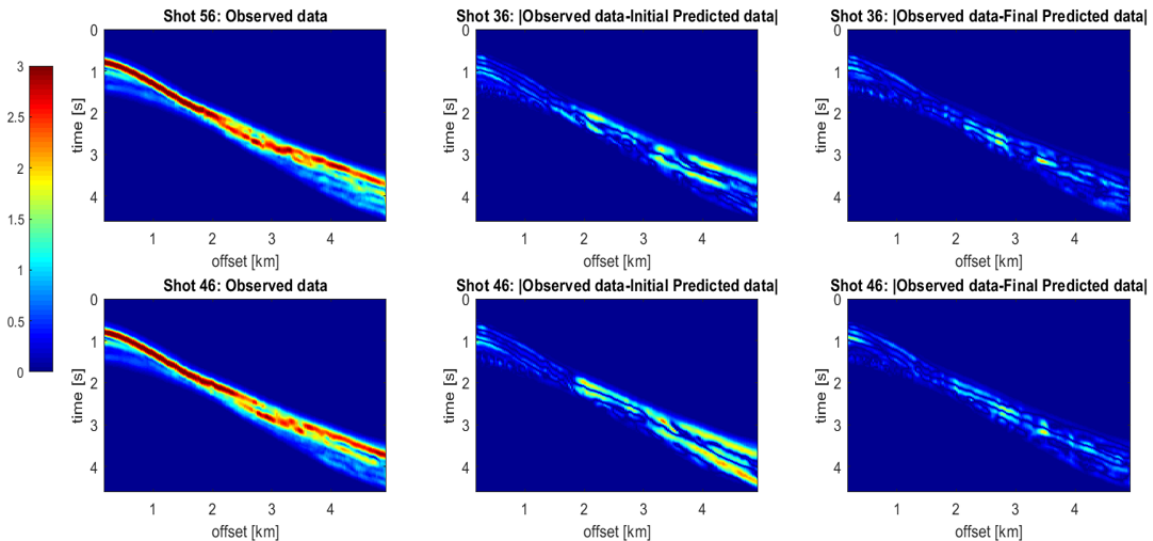 Shot 56: Observed data
Shot 36: |Observed data-Initial Predicted data|
Shot 36: |Observed data-Final Predicted data|
3
2.5
2
1.5
1
0.5
0
time [s]
0
1
2
3
4
1 2 3 4
offset [km]
time [s]
0
1
2
3
4
1 2 3 4
offset [km]
time [s]
0
1
2
3
4
1 2 3 4
offset [km]
Shot 46: Observed data
Shot 46: |Observed data-Initial Predicted data|
Shot 46: |Observed data-Final Predicted data|
time [s]
0
1
2
3
4
1 2 3 4
offset [km]
time [s]
0
1
2
3
4
1 2 3 4
offset [km]
time [s]
0
1
2
3
4
1 2 3 4
offset [km]